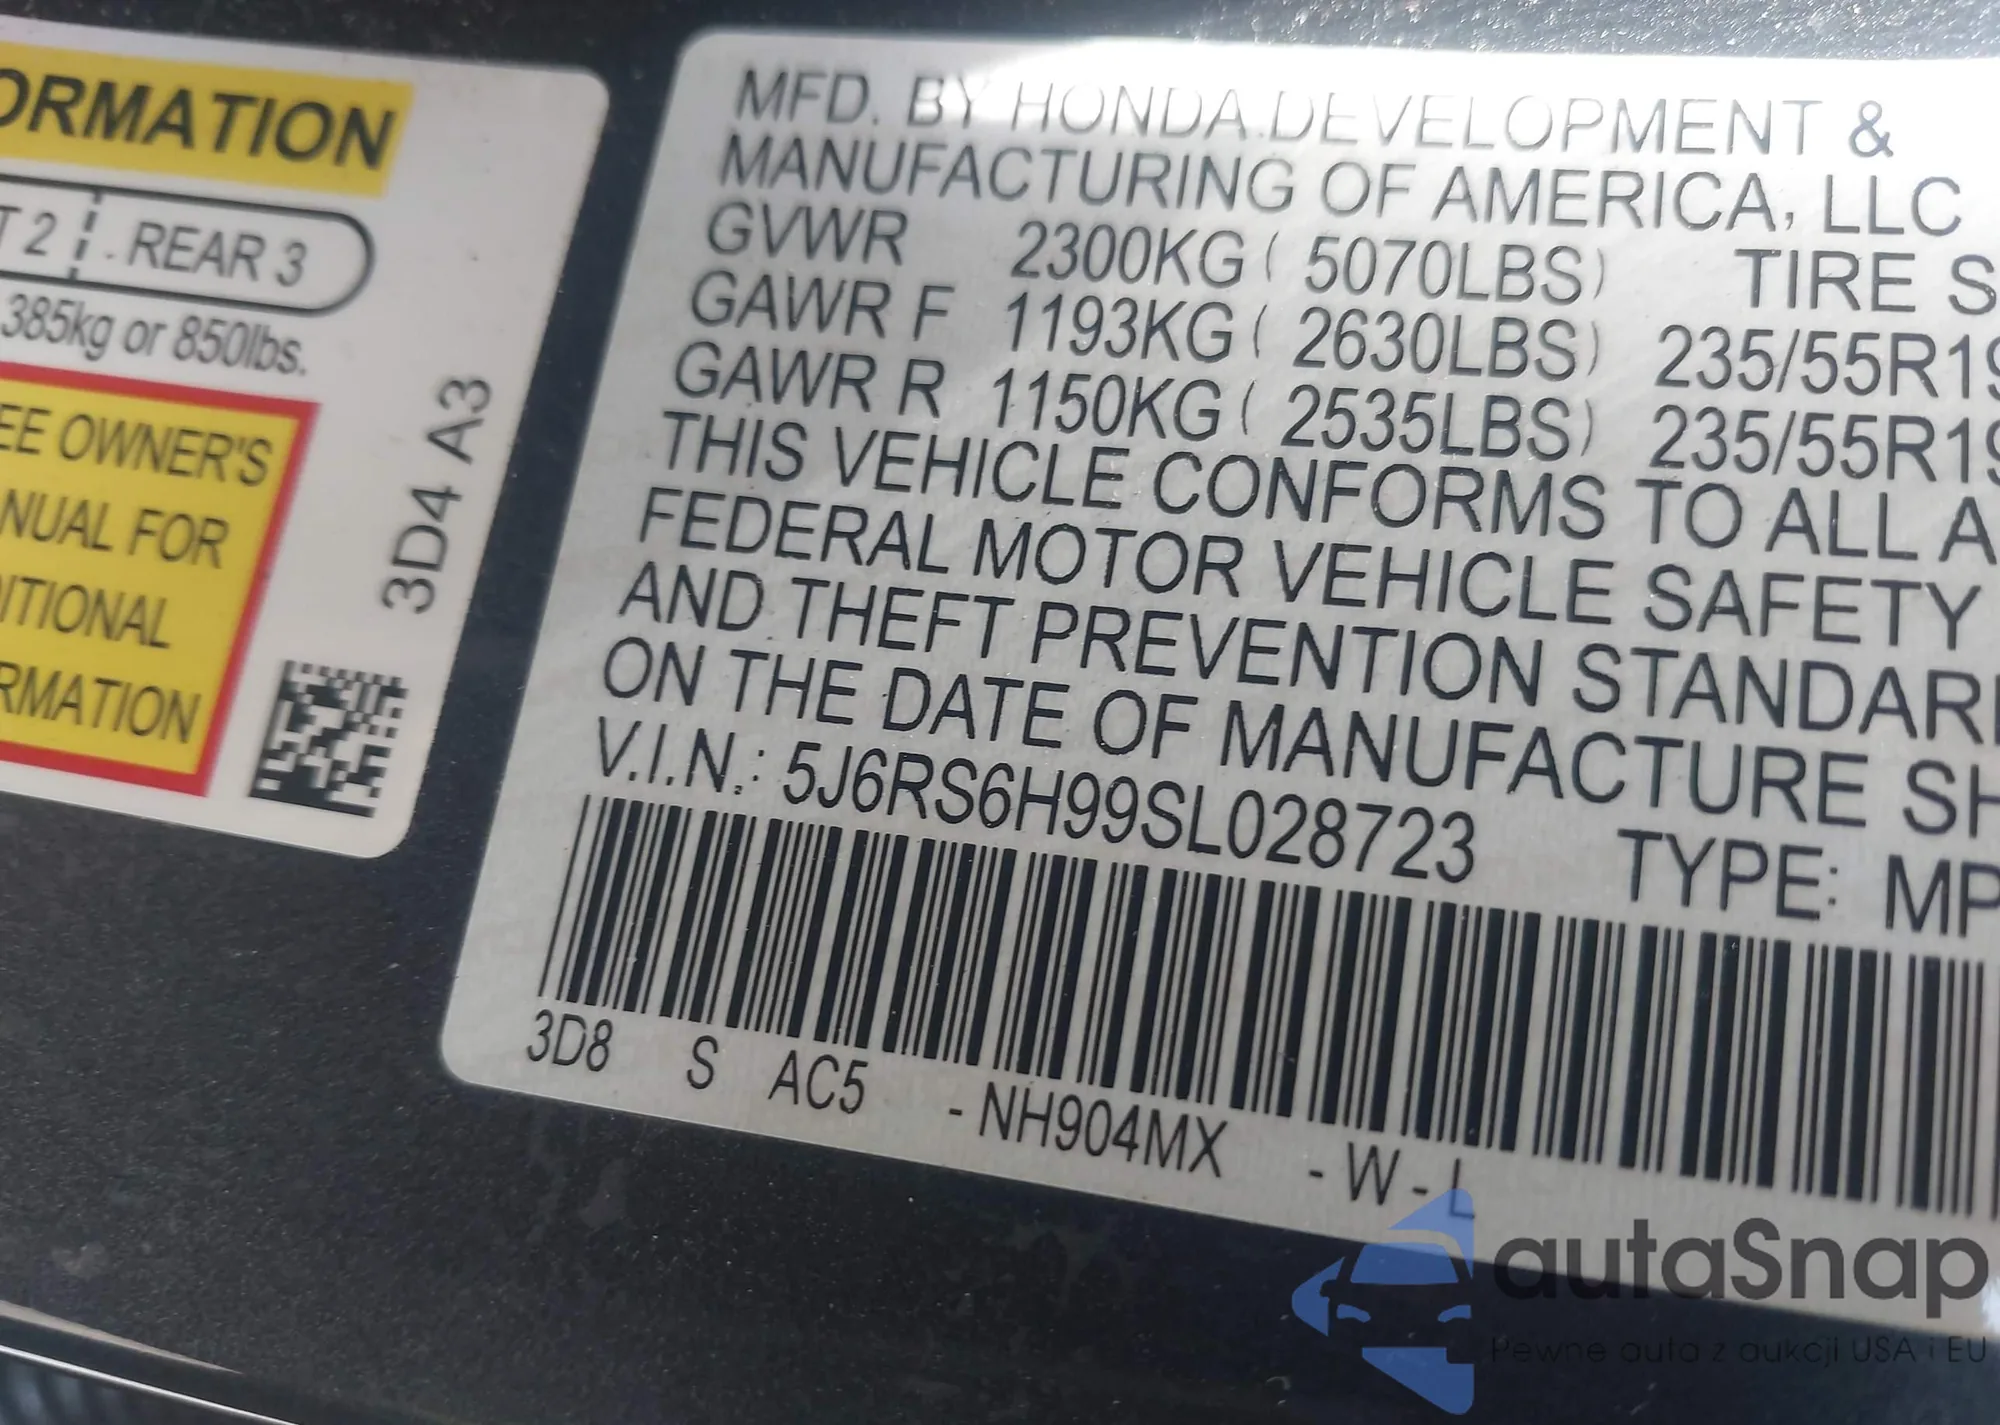 ORMATION
T 2 REAR 3
385kg or 850lbs.
EE OWNER'S
NUAL FOR
DITIONAL
RMATION
3D4 A3
MFD. BY HONDA DEVELOPMENT &
MANUFACTURING OF AMERICA, LLC
GVWR 2300KG ( 5070LBS) TIRE S
GAWR F 1193KG ( 2630LBS) 235/55R19
GAWR R 1150KG ( 2535LBS) 235/55R19
THIS VEHICLE CONFORMS TO ALL A
FEDERAL MOTOR VEHICLE SAFETY
AND THEFT PREVENTION STANDAR
ON THE DATE OF MANUFACTURE SH
V.I.N.: 5J6RS6H99SL028723
TYPE: MP
3D8 S AC5 -NH904MX -W-L
autaSnap
Pewne auta z aukcji USA i EU